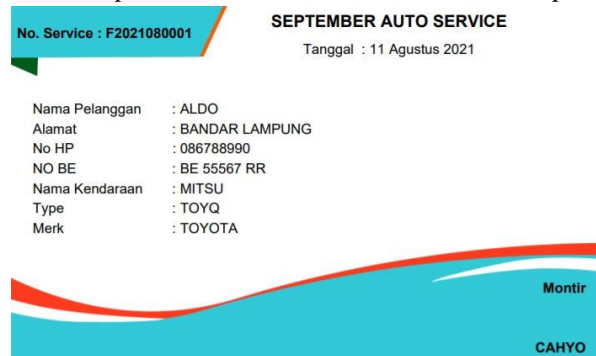 SEPTEMBER AUTO SERVICE
No. Service : F2021080001
Tanggal : 11 Agustus 2021
Nama Pelanggan : ALDO
Alamat : BANDAR LAMPUNG
No HP : 086788990
NO BE : BE 55567 RR
Nama Kendaraan : MITSU
Type : TOYQ
Merk : TOYOTA
Montir
CAHYO